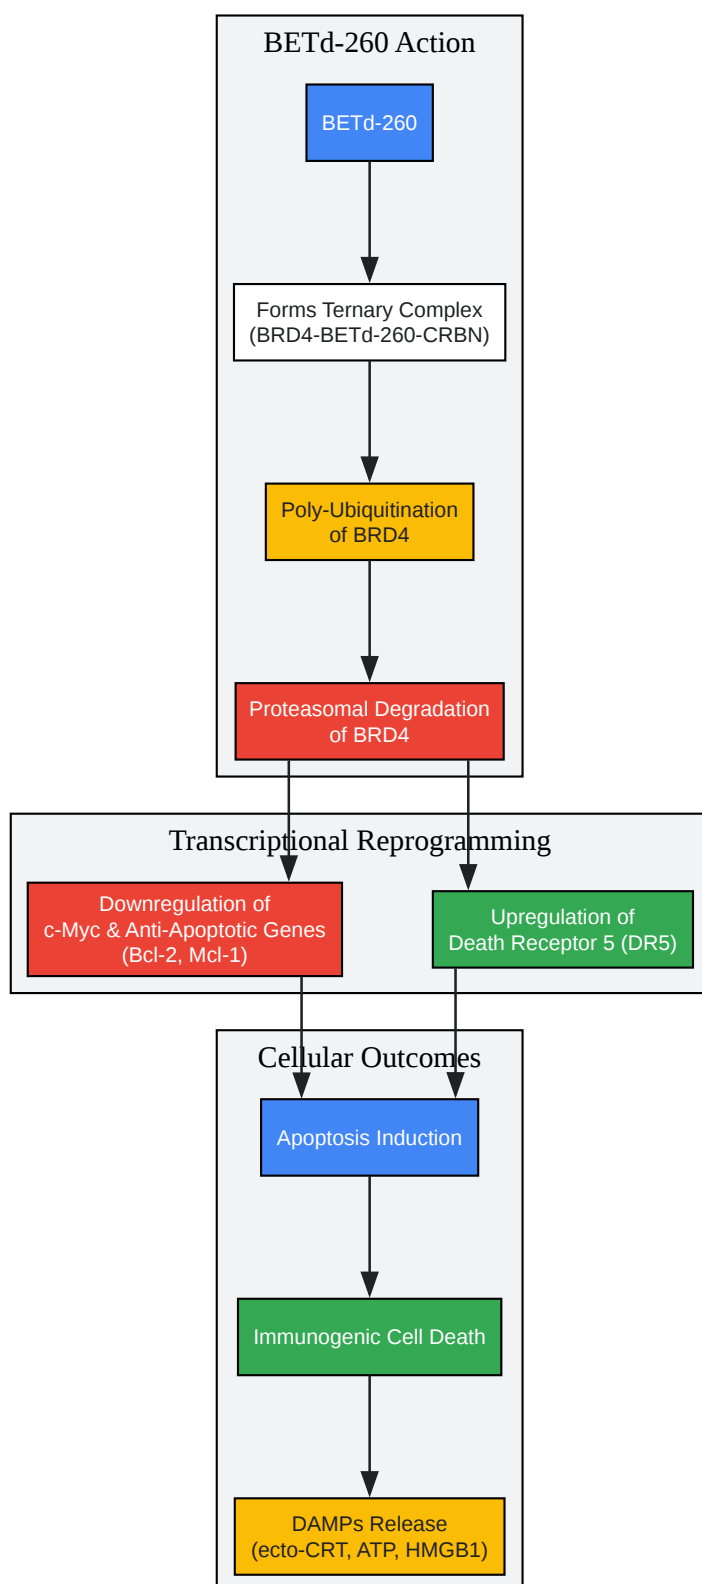 BETd-260 Action
BETd-260
Forms Ternary Complex
(BRD4-BETd-260-CRBN)
Poly-Ubiquitination
of BRD4
Proteasomal Degradation
of BRD4
Transcriptional Reprogramming
Downregulation of
c-Myc & Anti-Apoptotic Genes
(Bcl-2, Mcl-1)
Upregulation of
Death Receptor 5 (DR5)
Cellular Outcomes
Apoptosis Induction
Immunogenic Cell Death
DAMPs Release
(ecto-CRT, ATP, HMGB1)